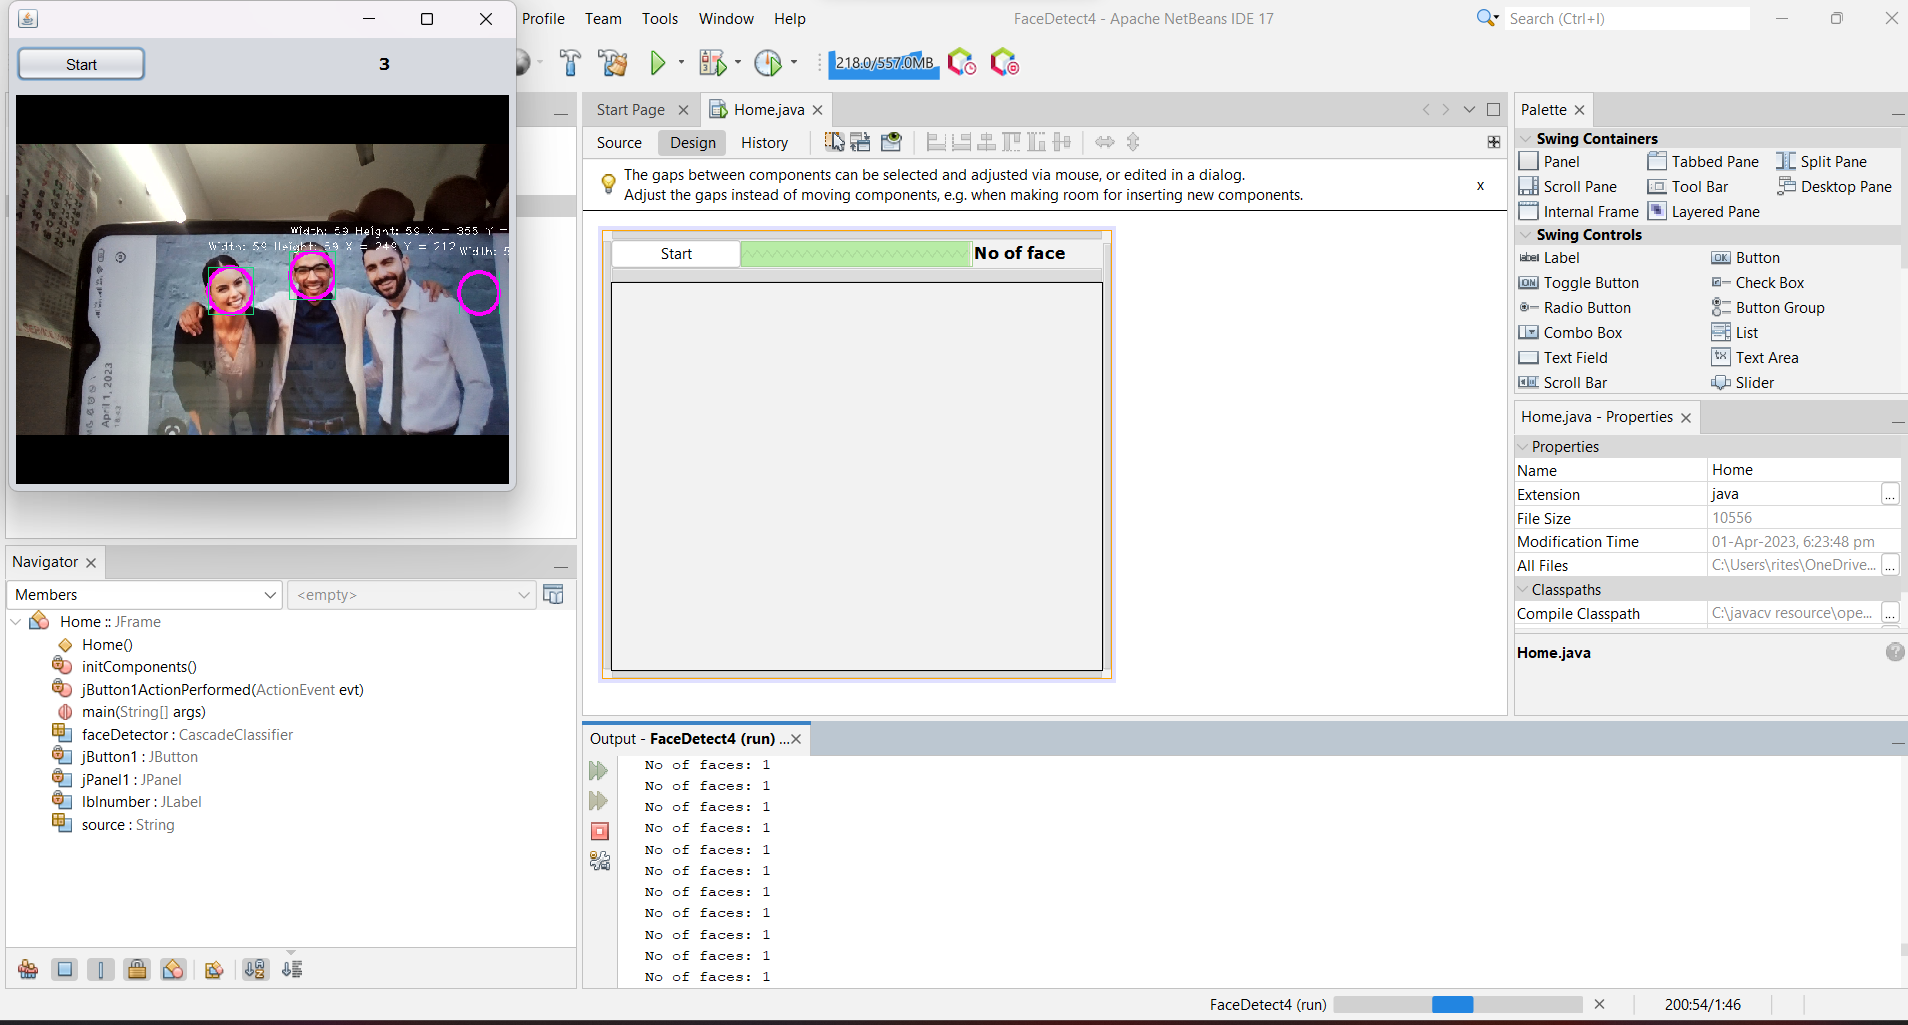 Profile Team Tools Window Help
FaceDetect4 - Apache NetBeans IDE 17
Search (Ctrl+I)
Start
3
218.0/557.0MB
Width: 59 Height: 59 X = 355 Y =
Width: 59 Height: 59 X = 249 Y = 212
Width: 5
April 1, 2023
Start Page
Home.java
Source Design History
The gaps between components can be selected and adjusted via mouse, or edited in a dialog.
Adjust the gaps instead of moving components, e.g. when making room for inserting new components.
x
Start
No of face
Palette
Swing Containers
Panel Tabbed Pane Split Pane
Scroll Pane Tool Bar Desktop Pane
Internal Frame Layered Pane
Swing Controls
Label Button
Toggle Button Check Box
Radio Button Button Group
Combo Box List
Text Field Text Area
Scroll Bar Slider
Home.java - Properties
Properties
Name Home
Extension java
...
File Size 10556
Modification Time 01-Apr-2023, 6:23:48 pm
All Files C:\Users\rites\OneDrive...
...
Classpaths
Compile Classpath C:\javacv resource\ope...
...
Home.java
Navigator
Members
<empty>
Home :: JFrame
Home()
initComponents()
jButton1ActionPerformed(ActionEvent evt)
main(String[] args)
faceDetector : CascadeClassifier
jButton1 : JButton
jPanel1 : JPanel
lblnumber : JLabel
source : String
Output - FaceDetect4 (run) ...
No of faces: 1
No of faces: 1
No of faces: 1
No of faces: 1
No of faces: 1
No of faces: 1
No of faces: 1
No of faces: 1
No of faces: 1
No of faces: 1
No of faces: 1
FaceDetect4 (run)
200:54/1:46